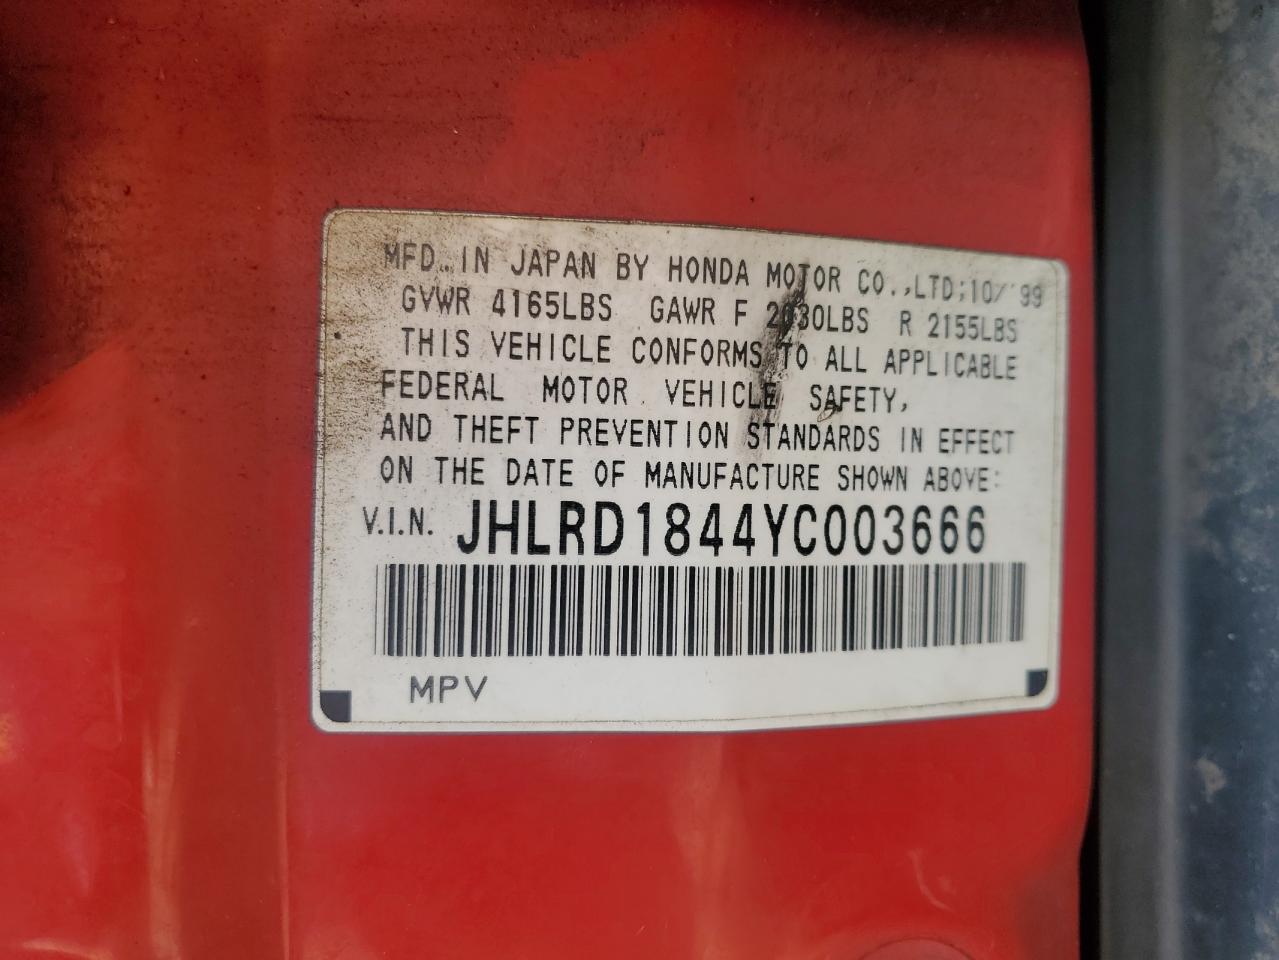 MFD. IN JAPAN BY HONDA MOTOR CO.,LTD;10/'99
GVWR 4165LBS GAWR F 2030LBS R 2155LBS
THIS VEHICLE CONFORMS TO ALL APPLICABLE
FEDERAL MOTOR VEHICLE SAFETY,
AND THEFT PREVENTION STANDARDS IN EFFECT
ON THE DATE OF MANUFACTURE SHOWN ABOVE:
V.I.N. JHLRD1844YC003666
MPV